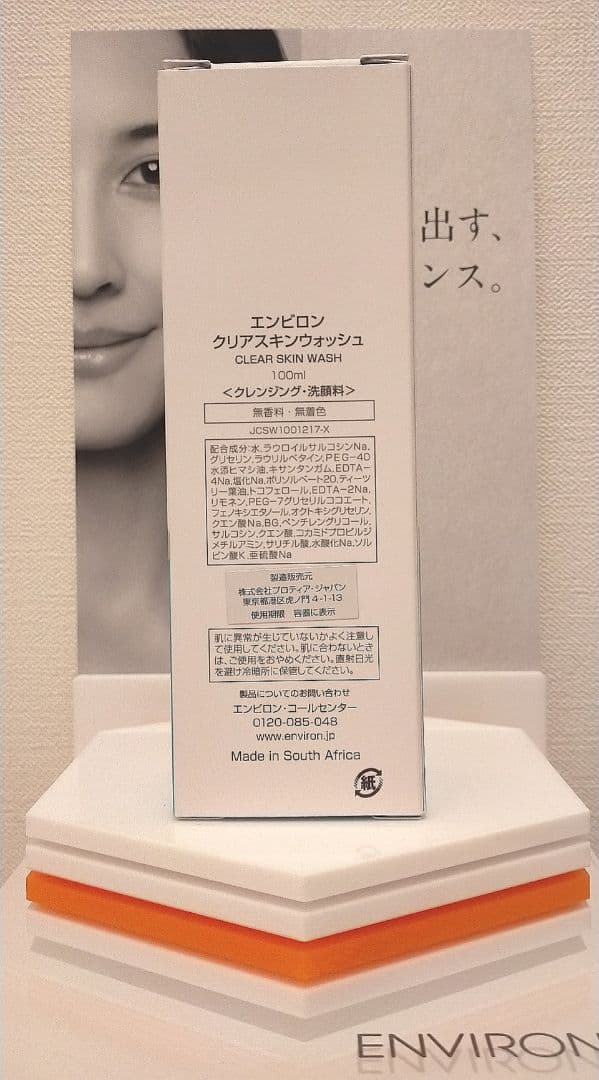 出す、
ンス。
エンビロン
クリアスキンウォッシュ
CLEAR SKIN WASH
100ml
＜クレンジング・洗顔料＞
無香料・無着色
JCSW1001217-X
配合成分:水,ラウロイルサルコシンNa,
グリセリン,ラウリルベタイン,PEG-40
水添ヒマシ油,キサンタンガム,EDTA-
4Na,塩化Na,ポリソルベート20,ティーツ
リー葉油,トコフェロール,EDTA-2Na,
リモネン,PEG-7グリセリルココエート,
フェノキシエタノール,オクトキシグリセリン,
クエン酸Na,BG,ペンチレングリコール,
サルコシン,クエン酸,コカミドプロピルジ
メチルアミン,サリチル酸,水酸化Na,ソル
ビン酸K,亜硫酸Na
製造販売元
株式会社プロティア・ジャパン
東京都港区虎ノ門 4-1-13
使用期限 容器に表示
肌に異常が生じていないかよく注意し
て使用してください。肌に合わないとき
は、ご使用をおやめください。直射日光
を避け冷暗所に保管してください。
製品についてのお問い合わせ
エンビロン・コールセンター
0120-085-048
www.environ.jp
Made in South Africa
紙
ENVIRON